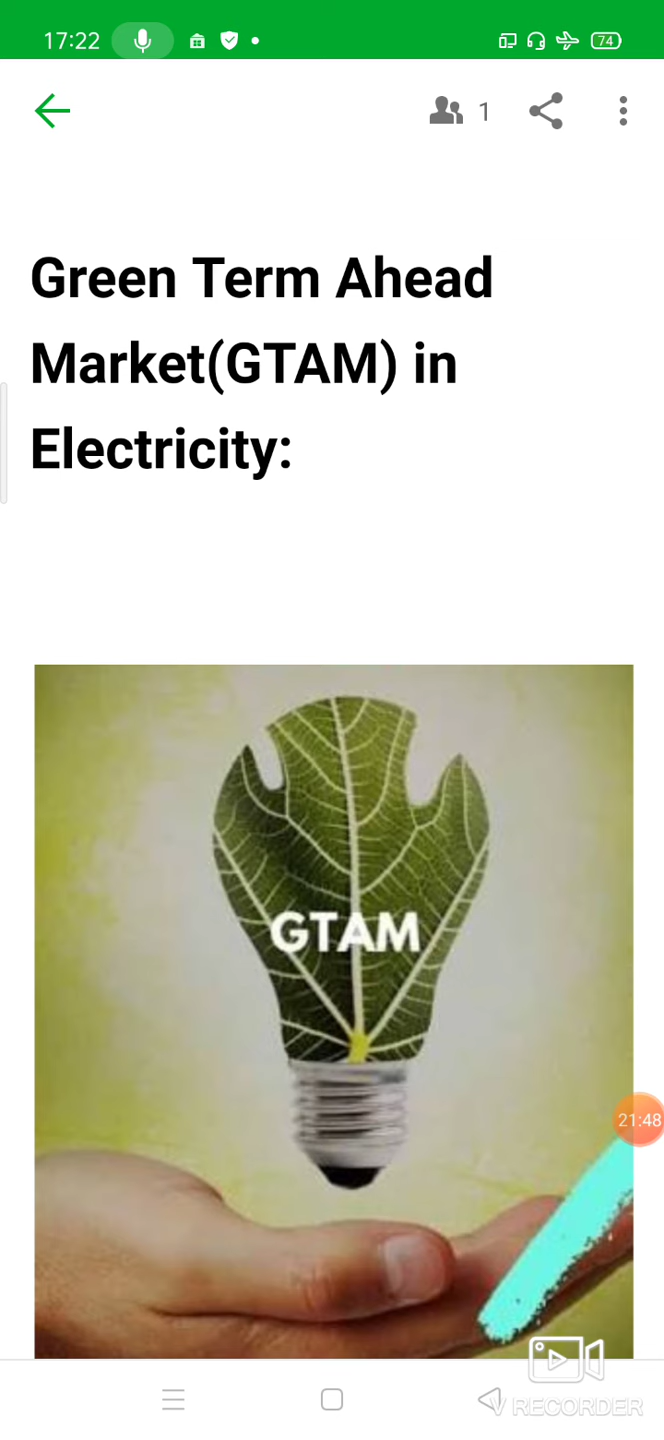 17:22
74
1
Green Term Ahead
Market(GTAM) in
Electricity:
GTAM
21:48
V RECORDER